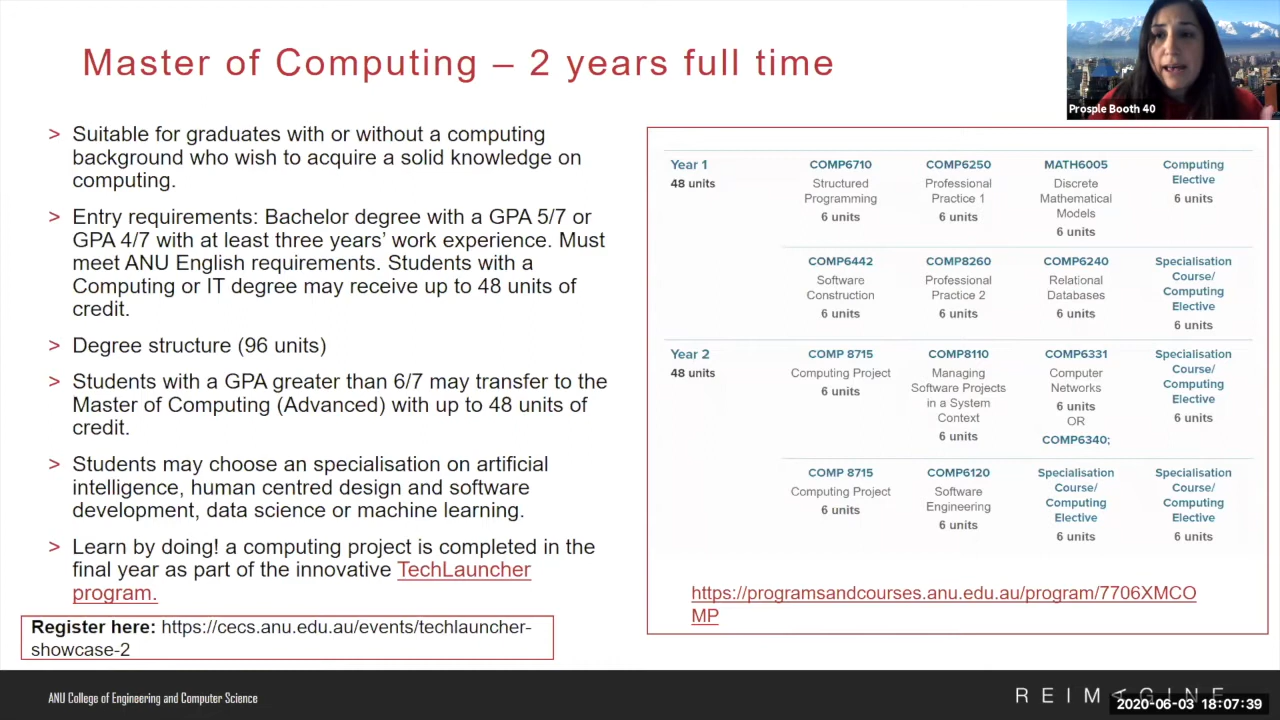 Master of Computing – 2 years full time
Prosple Booth 40
> Suitable for graduates with or without a computing
background who wish to acquire a solid knowledge on
computing.
> Entry requirements: Bachelor degree with a GPA 5/7 or
GPA 4/7 with at least three years’ work experience. Must
meet ANU English requirements. Students with a
Computing or IT degree may receive up to 48 units of
credit.
> Degree structure (96 units)
> Students with a GPA greater than 6/7 may transfer to the
Master of Computing (Advanced) with up to 48 units of
credit.
> Students may choose an specialisation on artificial
intelligence, human centred design and software
development, data science or machine learning.
> Learn by doing! a computing project is completed in the
final year as part of the innovative TechLauncher
program.
Register here: https://cecs.anu.edu.au/events/techlauncher-
showcase-2
Year 1
48 units
COMP6710
Structured
Programming
6 units
COMP6250
Professional
Practice 1
6 units
MATH6005
Discrete
Mathematical
Models
6 units
Computing
Elective
6 units
COMP6442
Software
Construction
6 units
COMP8260
Professional
Practice 2
6 units
COMP6240
Relational
Databases
6 units
Specialisation
Course/
Computing
Elective
6 units
Year 2
48 units
COMP 8715
Computing Project
6 units
COMP8110
Managing
Software Projects
in a System
Context
6 units
COMP6331
Computer
Networks
6 units
OR
COMP6340;
Specialisation
Course/
Computing
Elective
6 units
COMP 8715
Computing Project
6 units
COMP6120
Software
Engineering
6 units
Specialisation
Course/
Computing
Elective
6 units
Specialisation
Course/
Computing
Elective
6 units
https://programsandcourses.anu.edu.au/program/7706XMCO
MP
ANU College of Engineering and Computer Science
REIMAGINE
2020-06-03 18:07:39